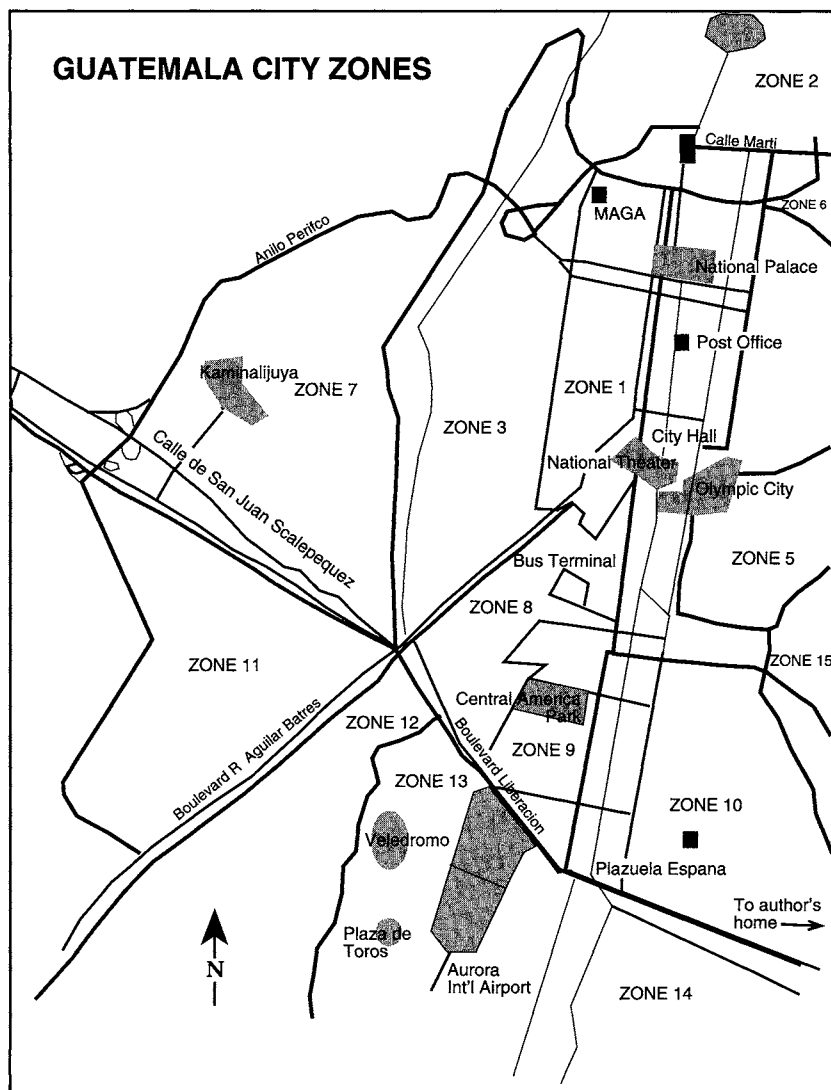 GUATEMALA CITY ZONES
ZONE 2
Calle Marti
ZONE 6
MAGA
Anilo Perifco
National Palace
Post Office
Kaminalijuya
ZONE 7
ZONE 1
ZONE 3
City Hall
National Theater
Olympic City
Calle de San Juan Scalepequez
ZONE 5
Bus Terminal
ZONE 8
ZONE 15
ZONE 11
Central America
Park
ZONE 12
Boulevard R Aguilar Batres
Boulevard Liberacion
ZONE 9
ZONE 13
ZONE 10
Veledromo
Plazuela Espana
To author's
home
Plaza de
Toros
N
Aurora
Int'l Airport
ZONE 14